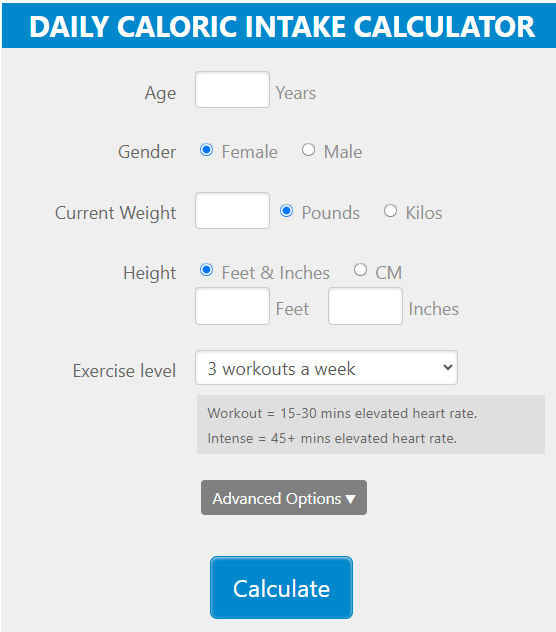 DAILY CALORIC INTAKE CALCULATOR
Age Years
Gender Female Male
Current Weight Pounds Kilos
Height Feet & Inches CM
Feet Inches
Exercise level 3 workouts a week
Workout = 15-30 mins elevated heart rate.
Intense = 45+ mins elevated heart rate.
Advanced Options ▼
Calculate